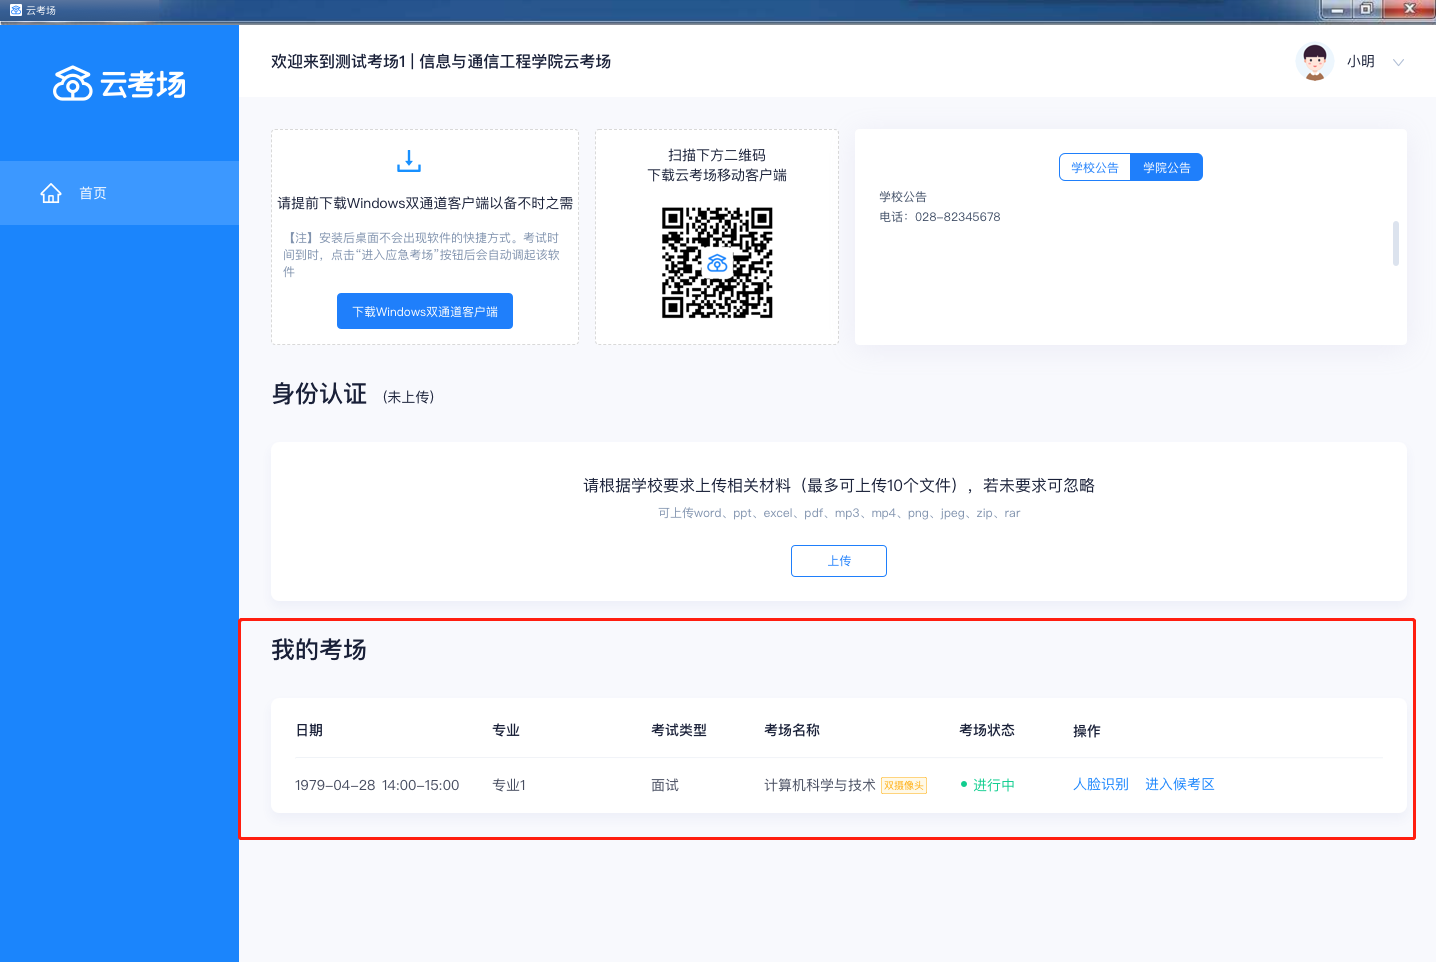 云考场
云考场
首页
欢迎来到测试考场1 | 信息与通信工程学院云考场
小明
请提前下载Windows双通道客户端以备不时之需
【注】安装后桌面不会出现软件的快捷方式。考试时
间到时，点击“进入应急考场”按钮后会自动调起该软
件
下载Windows双通道客户端
扫描下方二维码
下载云考场移动客户端
学校公告 学院公告
学校公告
电话：028-82345678
身份认证 （未上传）
请根据学校要求上传相关材料（最多可上传10个文件），若未要求可忽略
可上传word、ppt、excel、pdf、mp3、mp4、png、jpeg、zip、rar
上传
我的考场
日期 专业 考试类型 考场名称 考场状态 操作
1979-04-28 14:00-15:00 专业1 面试 计算机科学与技术 双摄像头 进行中 人脸识别 进入候考区